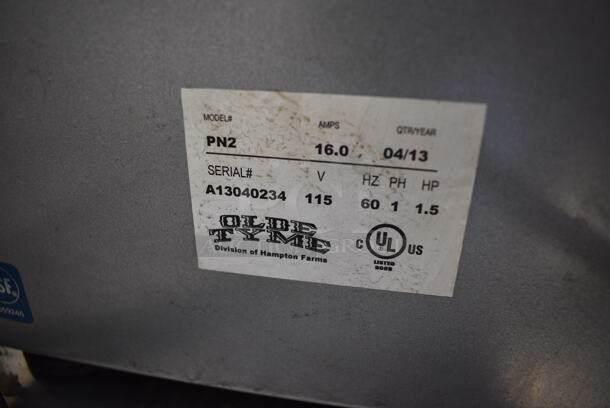 MODEL# AMPS QTR/YEAR
PN2 16.0 04/13
SERIAL# V HZ PH HP
A13040234 115 60 1 1.5
OLDE
TYME
Division of Hampton Farms
C UL US
LISTED